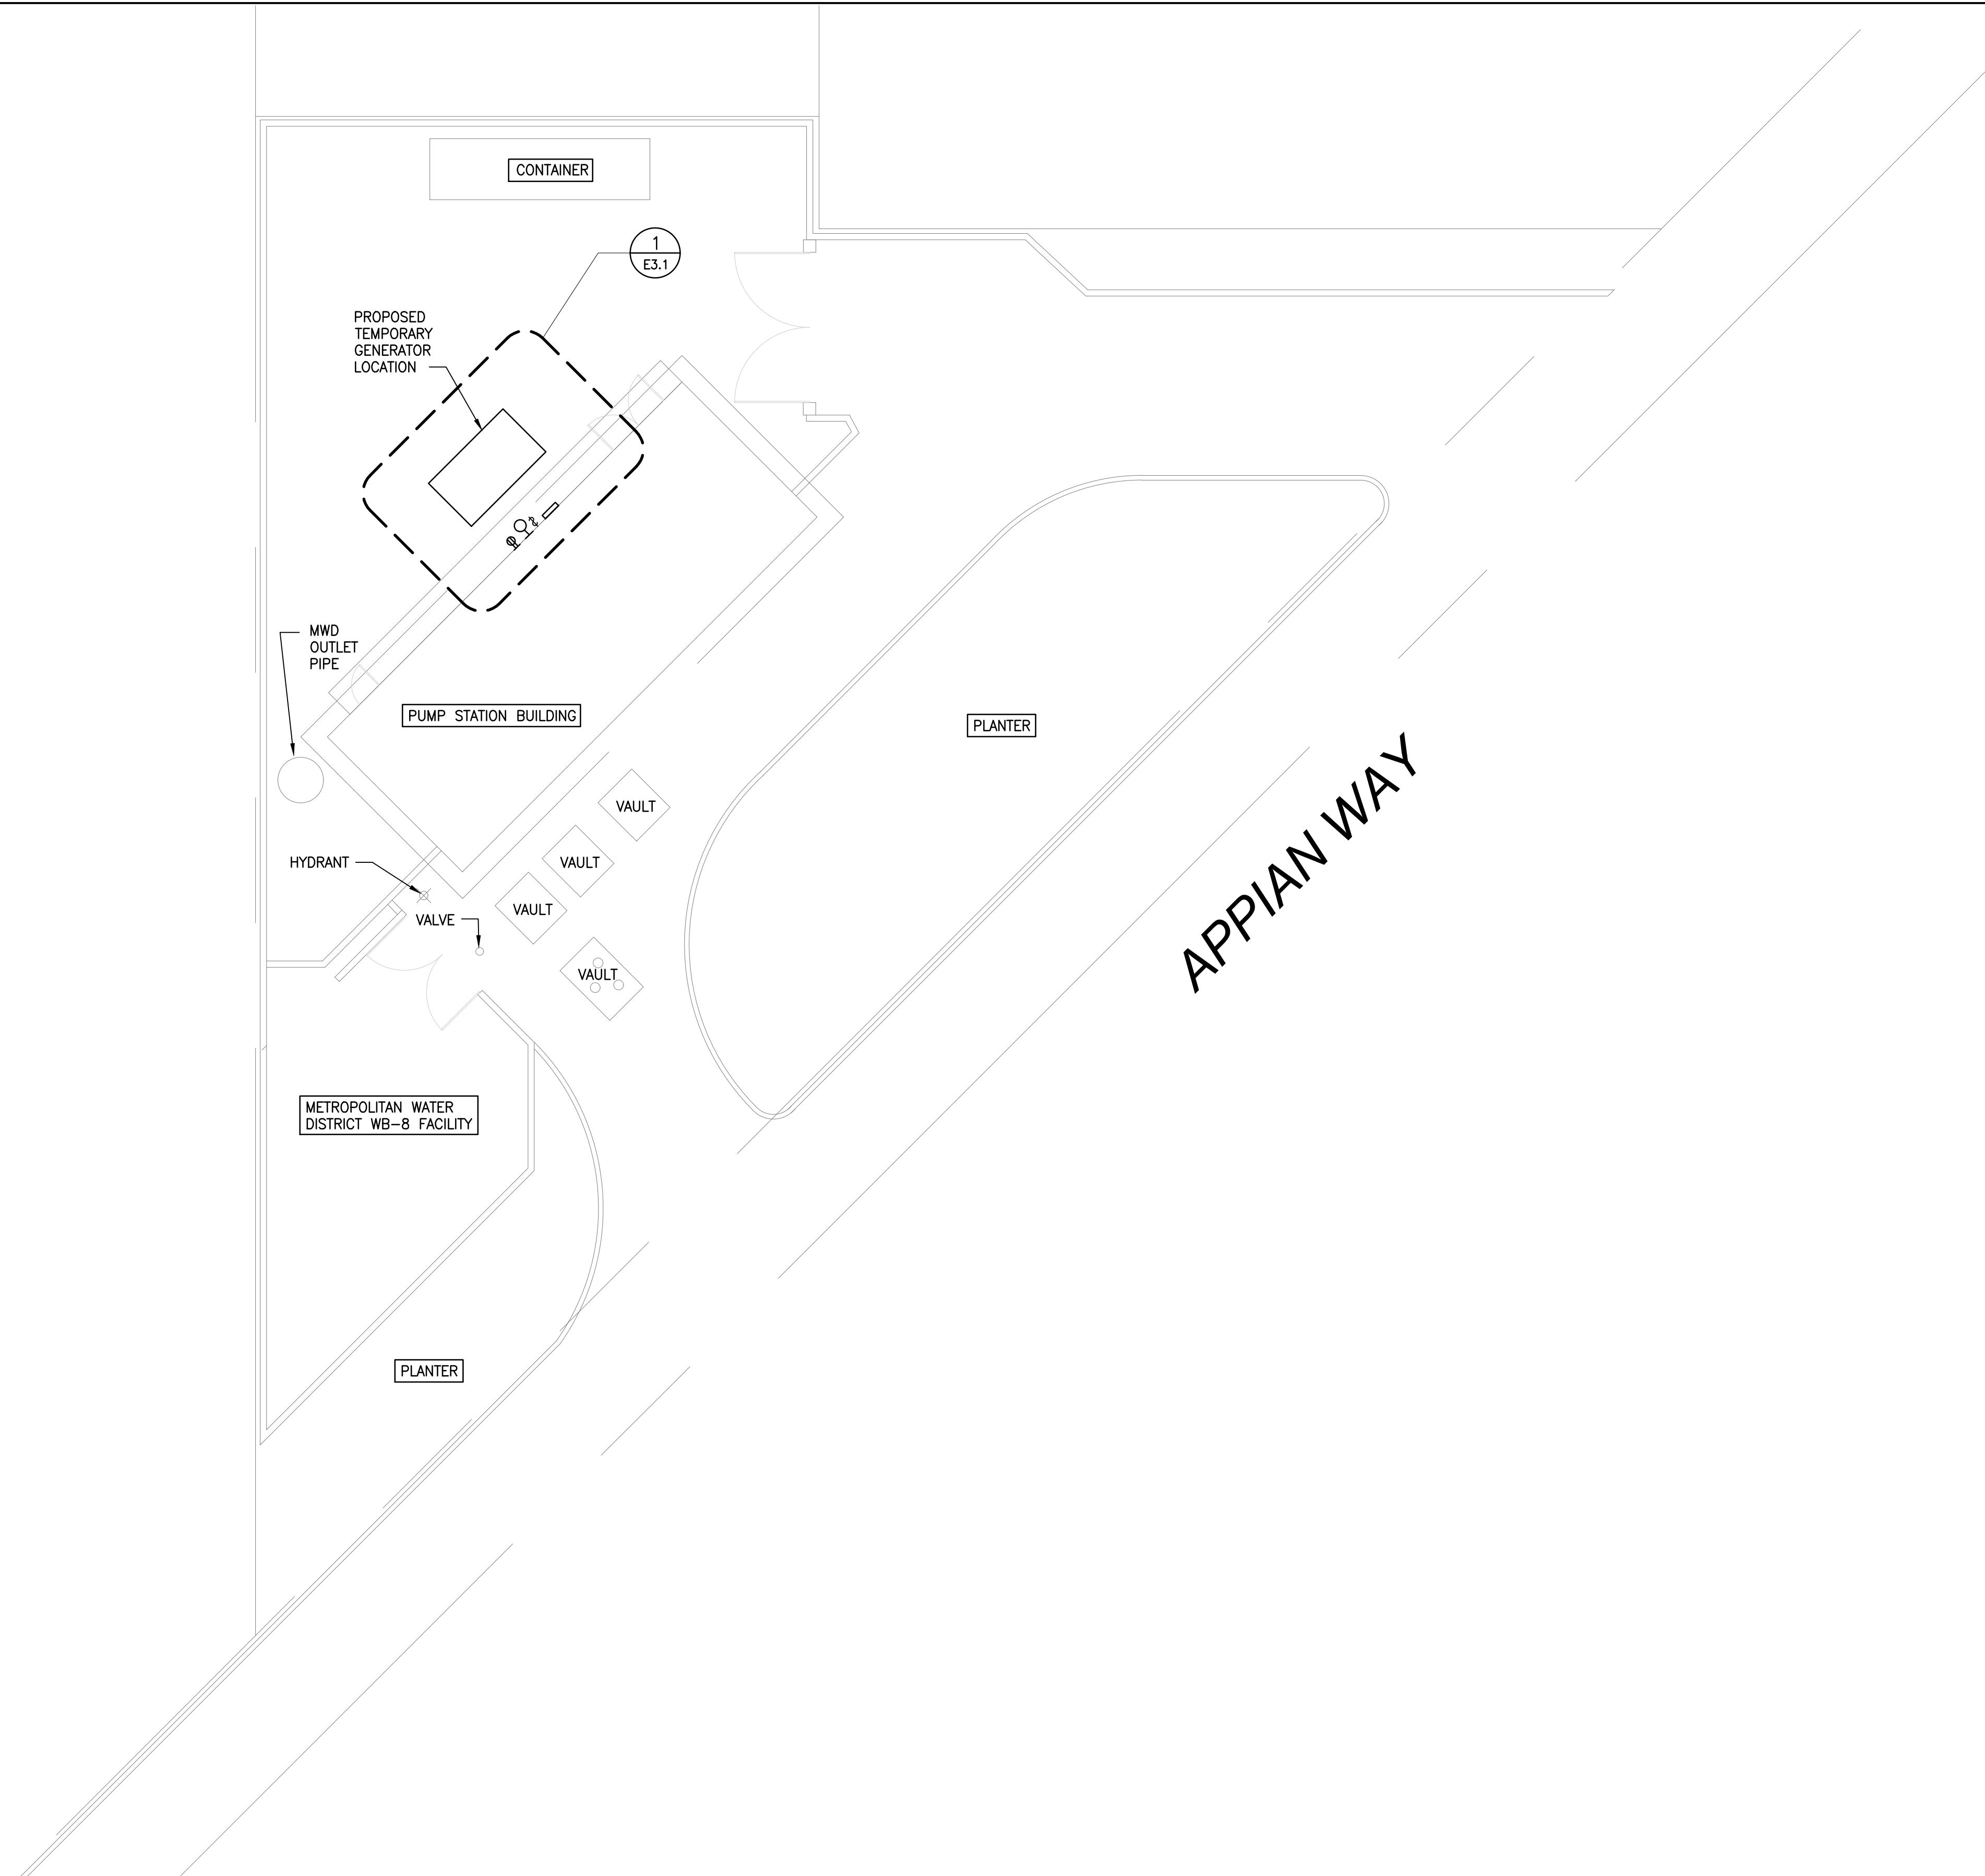 CONTAINER
1
E3.1
PROPOSED
TEMPORARY
GENERATOR
LOCATION
MWD
OUTLET
PIPE
PUMP STATION BUILDING
PLANTER
VAULT
HYDRANT
VAULT
VAULT
VALVE
VAULT
APPIAN WAY
METROPOLITAN WATER
DISTRICT WB-8 FACILITY
PLANTER